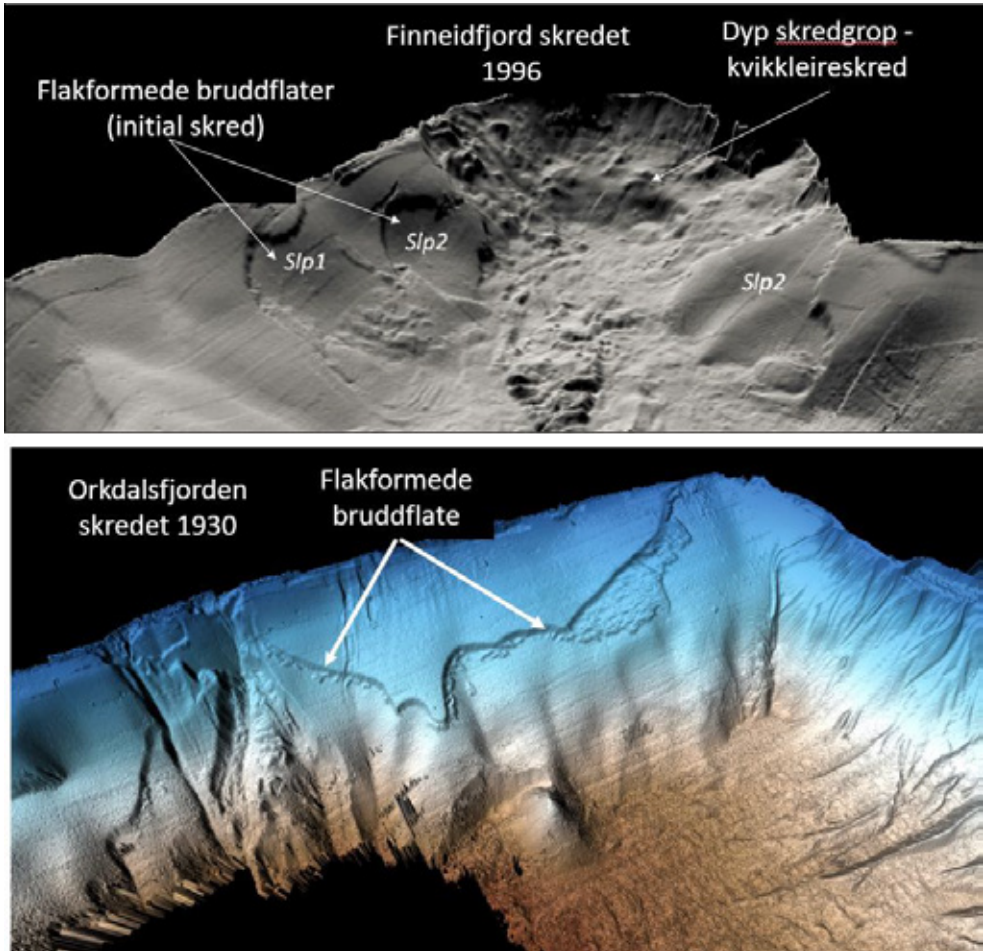 Finneidfjord skredet
1996
Dyp skredgrop -
kvikkleireskred
Flakformede bruddflater
(initial skred)
Slp1
Slp2
Slp2
Orkdalsfjorden
skredet 1930
Flakformede
bruddflate